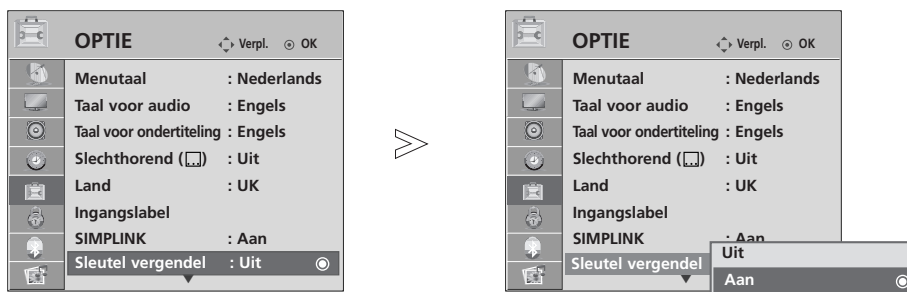 OPTIE
Verpl. OK
Menutaal : Nederlands
Taal voor audio : Engels
Taal voor ondertiteling : Engels
Slechthorend ( ) : Uit
Land : UK
Ingangslabel
SIMPLINK : Aan
Sleutel vergendel : Uit
OPTIE
Verpl. OK
Menutaal : Nederlands
Taal voor audio : Engels
Taal voor ondertiteling : Engels
Slechthorend ( ) : Uit
Land : UK
Ingangslabel
SIMPLINK : Aan
Sleutel vergendel
Uit
Aan